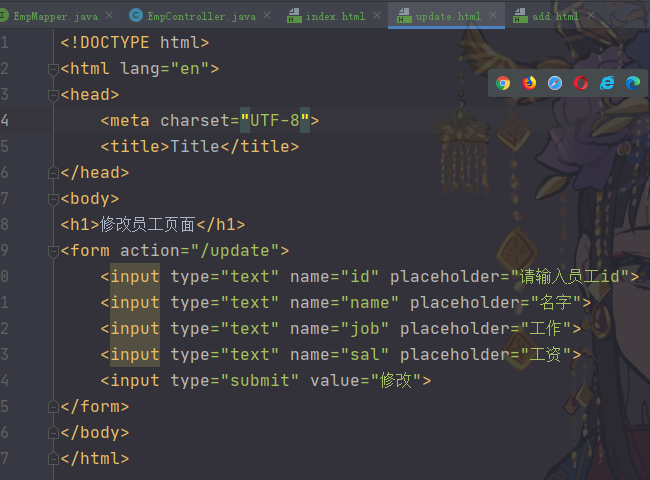 EmpMapper.java × EmpController.java × index.html × update.html × add.html ×
1 <!DOCTYPE html>
2 <html lang="en">
3 <head>
4 <meta charset="UTF-8">
5 <title>Title</title>
6 </head>
7 <body>
8 <h1>修改员工页面</h1>
9 <form action="/update">
0 <input type="text" name="id" placeholder="请输入员工id">
1 <input type="text" name="name" placeholder="名字">
2 <input type="text" name="job" placeholder="工作">
3 <input type="text" name="sal" placeholder="工资">
4 <input type="submit" value="修改">
5 </form>
6 </body>
7 </html>